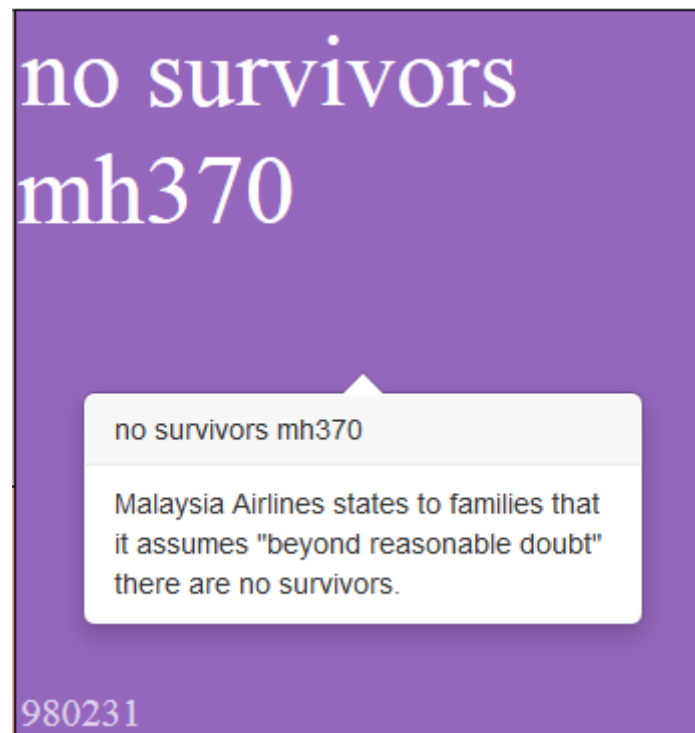 no survivors
mh370
no survivors mh370
Malaysia Airlines states to families that
it assumes "beyond reasonable doubt"
there are no survivors.
980231